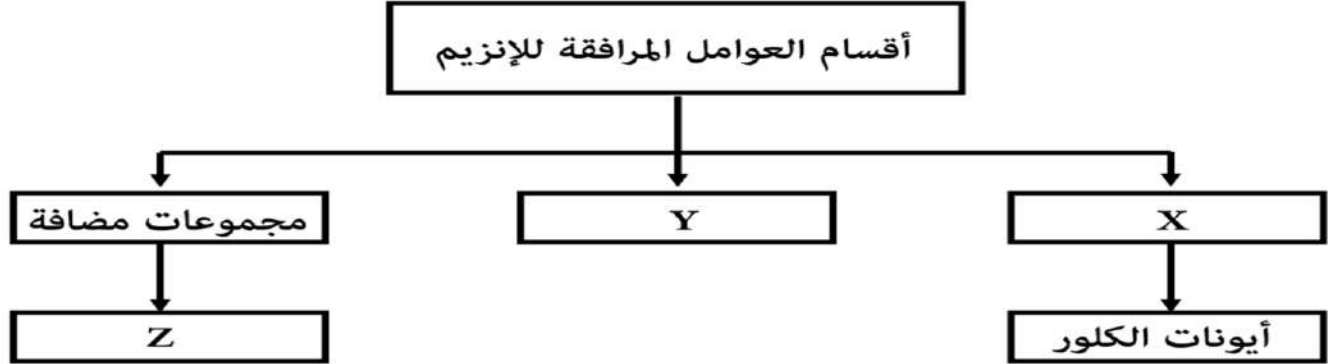 أقسام العوامل المرافقة للإنزيم
X
Y
مجموعات مضافة
أيونات الكلور
Z